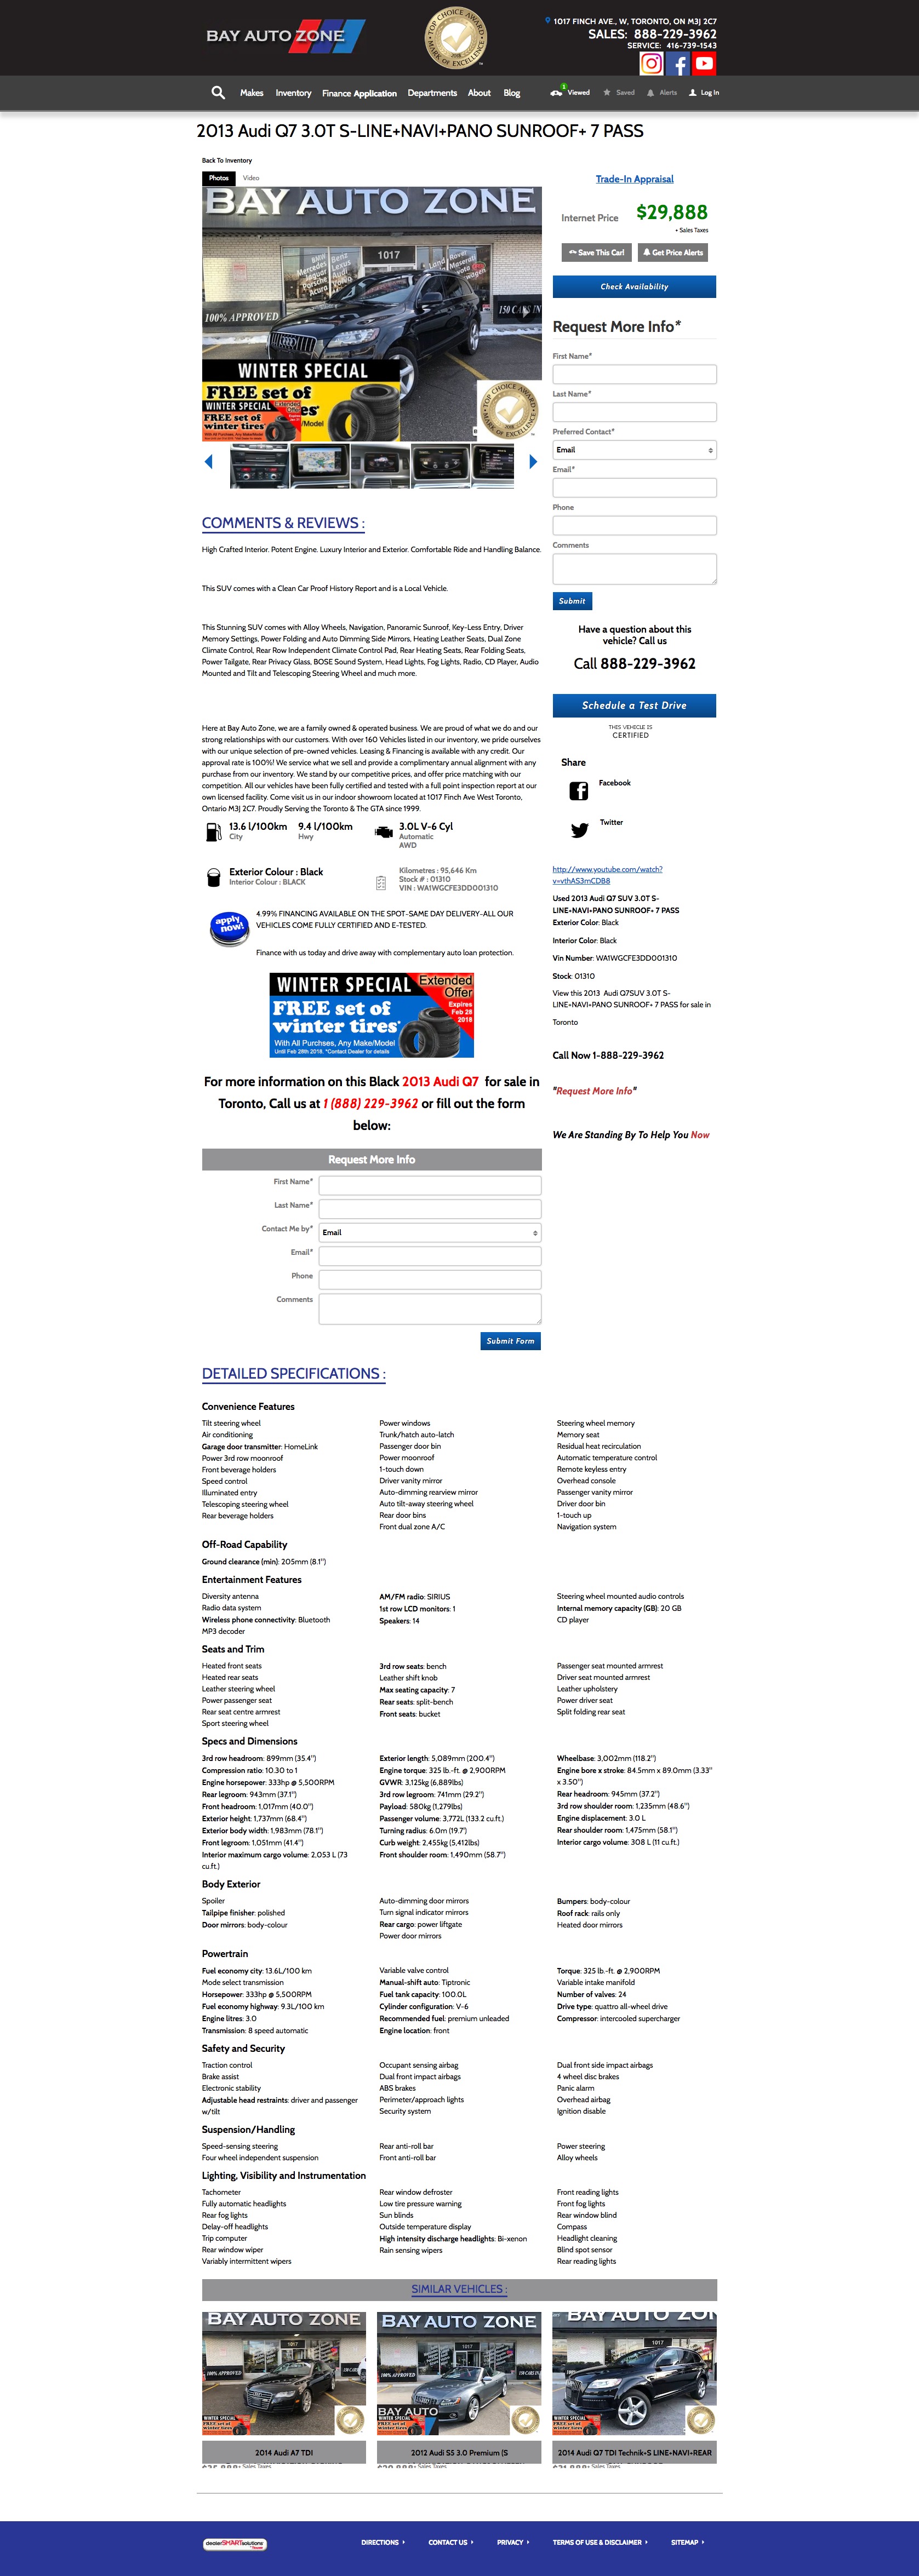 BAY AUTO ZONE
TOP CHOICE AWARD
MARK OF EXCELLENCE
1017 FINCH AVE., W, TORONTO, ON M3J 2C7
SALES: 888-229-3962
SERVICE: 416-739-1543
Makes Inventory Finance Application Departments About Blog
1 Viewed Saved Alerts Log In
2013 Audi Q7 3.0T S-LINE+NAVI+PANO SUNROOF+ 7 PASS
Back To Inventory
Photos Video
BAY AUTO ZONE
1017
100% APPROVED
150 CARS IN
WINTER SPECIAL
FREE set of
WINTER SPECIAL
FREE set of
winter tires
Trade-In Appraisal
Internet Price $29,888
+ Sales Taxes
Save This Car!
Get Price Alerts
Check Availability
Request More Info*
First Name*
Last Name*
Preferred Contact*
Email
Email*
Phone
Comments
Submit
Have a question about this
vehicle? Call us
Call 888-229-3962
Schedule a Test Drive
THIS VEHICLE IS
CERTIFIED
Share
Facebook
Twitter
http://www.youtube.com/watch?
v=vthAS3mCDB8
Used 2013 Audi Q7 SUV 3.0T S-
LINE+NAVI+PANO SUNROOF+ 7 PASS
Exterior Color: Black
Interior Color: Black
Vin Number: WA1WGCFE3DD001310
Stock: 01310
View this 2013 Audi Q7SUV 3.0T S-
LINE+NAVI+PANO SUNROOF+ 7 PASS for sale in
Toronto
Call Now 1-888-229-3962
"Request More Info"
We Are Standing By To Help You Now
COMMENTS & REVIEWS :
High Crafted Interior. Potent Engine. Luxury Interior and Exterior. Comfortable Ride and Handling Balance.
This SUV comes with a Clean Car Proof History Report and is a Local Vehicle.
This Stunning SUV comes with Alloy Wheels, Navigation, Panoramic Sunroof, Key-Less Entry, Driver
Memory Settings, Power Folding and Auto Dimming Side Mirrors, Heating Leather Seats, Dual Zone
Climate Control, Rear Row Independent Climate Control Pad, Rear Heating Seats, Rear Folding Seats,
Power Tailgate, Rear Privacy Glass, BOSE Sound System, Head Lights, Fog Lights, Radio, CD Player, Audio
Mounted and Tilt and Telescoping Steering Wheel and much more.
Here at Bay Auto Zone, we are a family owned & operated business. We are proud of what we do and our
strong relationships with our customers. With over 160 Vehicles listed in our inventory, we pride ourselves
with our unique selection of pre-owned vehicles. Leasing & Financing is available with any credit. Our
approval rate is 100%! We service what we sell and provide a complimentary annual alignment with any
purchase from our inventory. We stand by our competitive prices, and offer price matching with our
competition. All our vehicles have been fully certified and tested with a full point inspection report at our
own licensed facility. Come visit us in our indoor showroom located at 1017 Finch Ave West Toronto,
Ontario M3J 2C7. Proudly Serving the Toronto & The GTA since 1999.
13.6 l/100km 9.4 l/100km 3.0L V-6 Cyl
City Hwy Automatic
AWD
Exterior Colour : Black
Interior Colour : BLACK
Kilometres : 95,646 Km
Stock # : 01310
VIN : WA1WGCFE3DD001310
apply now!
4.99% FINANCING AVAILABLE ON THE SPOT-SAME DAY DELIVERY-ALL OUR
VEHICLES COME FULLY CERTIFIED AND E-TESTED.
Finance with us today and drive away with complementary auto loan protection.
WINTER SPECIAL
Extended Offer
Expires Feb 28 2018
FREE set of
winter tires*
With All Purchses, Any Make/Model
Until Feb 28th 2018. *Contact Dealer for details
For more information on this Black 2013 Audi Q7 for sale in
Toronto, Call us at 1 (888) 229-3962 or fill out the form
below:
Request More Info
First Name*
Last Name*
Contact Me by* Email
Email*
Phone
Comments
Submit Form
DETAILED SPECIFICATIONS :
Convenience Features
Tilt steering wheel
Air conditioning
Garage door transmitter: HomeLink
Power 3rd row moonroof
Front beverage holders
Speed control
Illuminated entry
Telescoping steering wheel
Rear beverage holders
Power windows
Trunk/hatch auto-latch
Passenger door bin
Power moonroof
1-touch down
Driver vanity mirror
Auto-dimming rearview mirror
Auto tilt-away steering wheel
Rear door bins
Front dual zone A/C
Steering wheel memory
Memory seat
Residual heat recirculation
Automatic temperature control
Remote keyless entry
Overhead console
Passenger vanity mirror
Driver door bin
1-touch up
Navigation system
Off-Road Capability
Ground clearance (min): 205mm (8.1")
Entertainment Features
Diversity antenna
Radio data system
Wireless phone connectivity: Bluetooth
MP3 decoder
AM/FM radio: SIRIUS
1st row LCD monitors: 1
Speakers: 14
Steering wheel mounted audio controls
Internal memory capacity (GB): 20 GB
CD player
Seats and Trim
Heated front seats
Heated rear seats
Leather steering wheel
Power passenger seat
Rear seat centre armrest
Sport steering wheel
3rd row seats: bench
Leather shift knob
Max seating capacity: 7
Rear seats: split-bench
Front seats: bucket
Passenger seat mounted armrest
Driver seat mounted armrest
Leather upholstery
Power driver seat
Split folding rear seat
Specs and Dimensions
3rd row headroom: 899mm (35.4")
Compression ratio: 10.30 to 1
Engine horsepower: 333hp @ 5,500RPM
Rear legroom: 943mm (37.1")
Front headroom: 1,017mm (40.0")
Exterior height: 1,737mm (68.4")
Exterior body width: 1,983mm (78.1")
Front legroom: 1,051mm (41.4")
Interior maximum cargo volume: 2,053 L (73
cu.ft.)
Exterior length: 5,089mm (200.4")
Engine torque: 325 lb.-ft. @ 2,900RPM
GVWR: 3,125kg (6,889lbs)
3rd row legroom: 741mm (29.2")
Payload: 580kg (1,279lbs)
Passenger volume: 3,772L (133.2 cu.ft.)
Turning radius: 6.0m (19.7')
Curb weight: 2,455kg (5,412lbs)
Front shoulder room: 1,490mm (58.7")
Wheelbase: 3,002mm (118.2")
Engine bore x stroke: 84.5mm x 89.0mm (3.33"
x 3.50")
Rear headroom: 945mm (37.2")
3rd row shoulder room: 1,235mm (48.6")
Engine displacement: 3.0 L
Rear shoulder room: 1,475mm (58.1")
Interior cargo volume: 308 L (11 cu.ft.)
Body Exterior
Spoiler
Tailpipe finisher: polished
Door mirrors: body-colour
Auto-dimming door mirrors
Turn signal indicator mirrors
Rear cargo: power liftgate
Power door mirrors
Bumpers: body-colour
Roof rack: rails only
Heated door mirrors
Powertrain
Fuel economy city: 13.6L/100 km
Mode select transmission
Horsepower: 333hp @ 5,500RPM
Fuel economy highway: 9.3L/100 km
Engine litres: 3.0
Transmission: 8 speed automatic
Variable valve control
Manual-shift auto: Tiptronic
Fuel tank capacity: 100.0L
Cylinder configuration: V-6
Recommended fuel: premium unleaded
Engine location: front
Torque: 325 lb.-ft. @ 2,900RPM
Variable intake manifold
Number of valves: 24
Drive type: quattro all-wheel drive
Compressor: intercooled supercharger
Safety and Security
Traction control
Brake assist
Electronic stability
Adjustable head restraints: driver and passenger
w/tilt
Occupant sensing airbag
Dual front impact airbags
ABS brakes
Perimeter/approach lights
Security system
Dual front side impact airbags
4 wheel disc brakes
Panic alarm
Overhead airbag
Ignition disable
Suspension/Handling
Speed-sensing steering
Four wheel independent suspension
Rear anti-roll bar
Front anti-roll bar
Power steering
Alloy wheels
Lighting, Visibility and Instrumentation
Tachometer
Fully automatic headlights
Rear fog lights
Delay-off headlights
Trip computer
Rear window wiper
Variably intermittent wipers
Rear window defroster
Low tire pressure warning
Sun blinds
Outside temperature display
High intensity discharge headlights: Bi-xenon
Rain sensing wipers
Front reading lights
Front fog lights
Rear window blind
Compass
Headlight cleaning
Blind spot sensor
Rear reading lights
SIMILAR VEHICLES :
BAY AUTO ZONE
BAY AUTO ZONE
2014 Audi A7 TDI
2012 Audi S5 3.0 Premium (S
2014 Audi Q7 TDI Technik+S LINE+NAVI+REAR
DIRECTIONS CONTACT US PRIVACY TERMS OF USE & DISCLAIMER SITEMAP